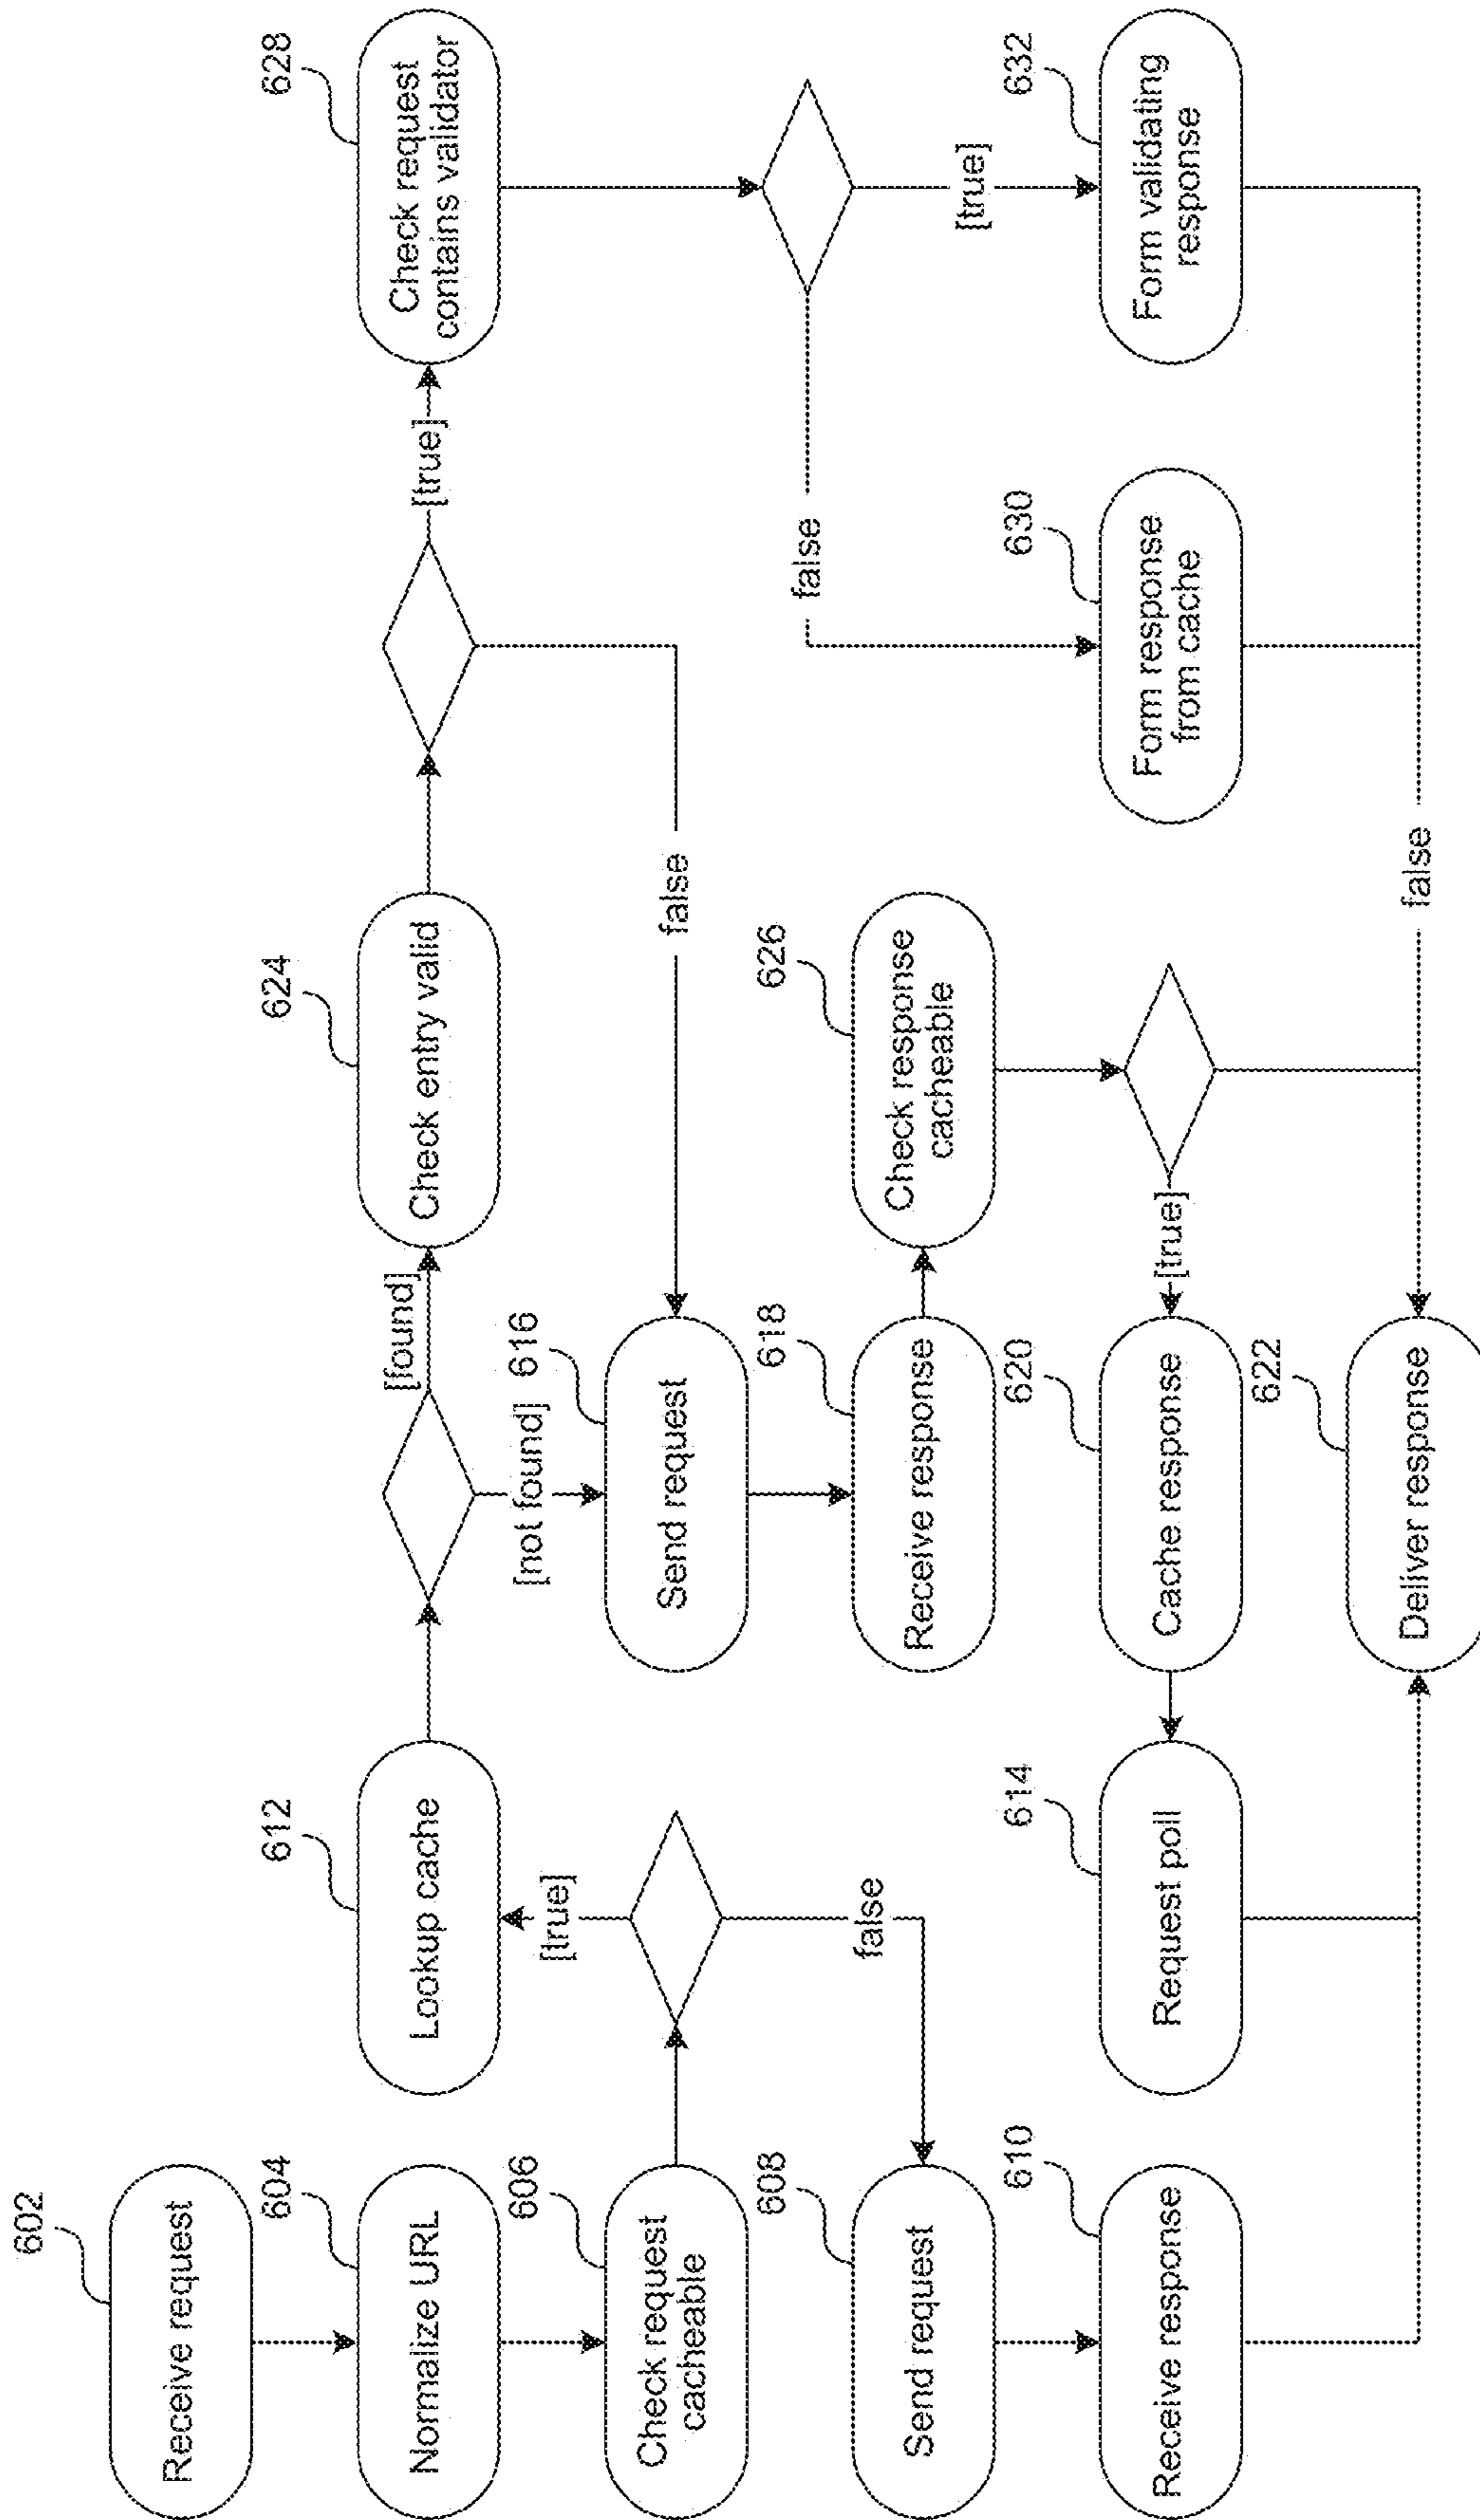 602
Receive request
604
Normalize URL
606
Check request
cacheable
608
Send request
610
Receive response
612
Lookup cache
[true]
false
614
Request poll
[found]
[not found]
616
Send request
618
Receive response
620
Cache response
622
Deliver response
624
Check entry valid
false
626
Check response
cacheable
[true]
false
[true]
628
Check request
contains validator
false
[true]
630
Form response
from cache
632
Form validating
response